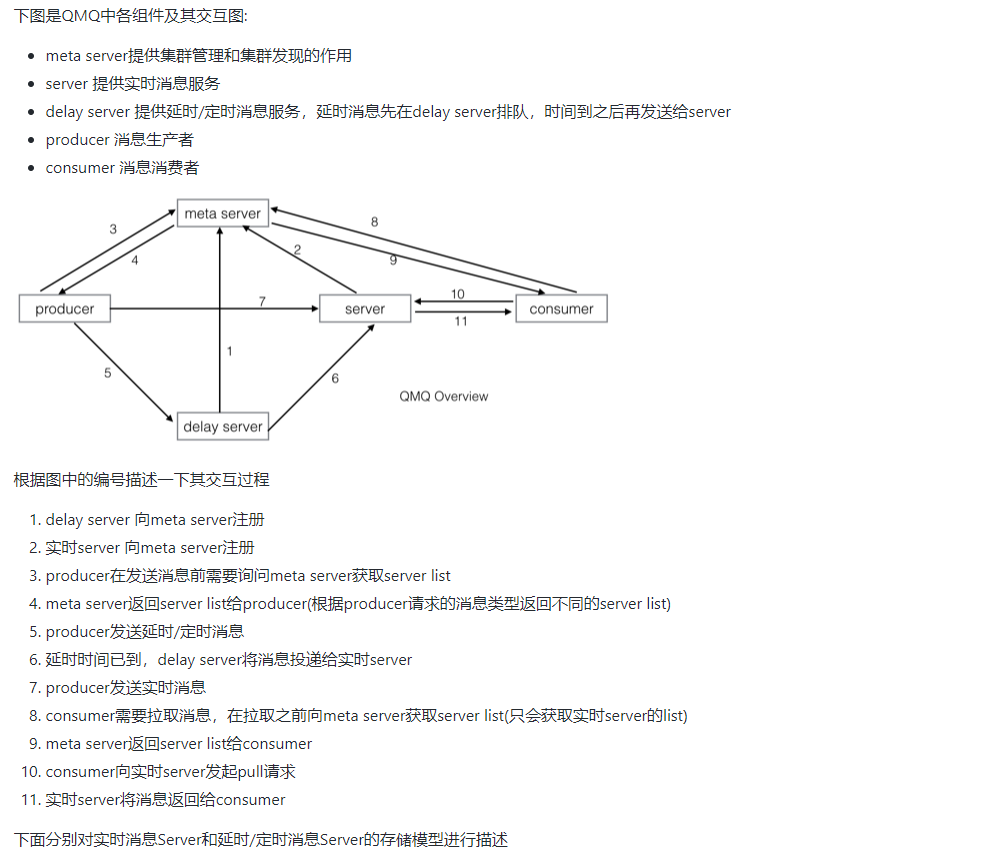 下图是QMQ中各组件及其交互图:
meta server提供集群管理和集群发现的作用
server 提供实时消息服务
delay server 提供延时/定时消息服务，延时消息先在delay server排队，时间到之后再发送给server
producer 消息生产者
consumer 消息消费者
meta server
3
8
4
2
9
producer
7
server
10
11
consumer
1
5
6
QMQ Overview
delay server
根据图中的编号描述一下其交互过程
1. delay server 向meta server注册
2. 实时server 向meta server注册
3. producer在发送消息前需要询问meta server获取server list
4. meta server返回server list给producer(根据producer请求的消息类型返回不同的server list)
5. producer发送延时/定时消息
6. 延时时间已到，delay server将消息投递给实时server
7. producer发送实时消息
8. consumer需要拉取消息，在拉取之前向meta server获取server list(只会获取实时server的list)
9. meta server返回server list给consumer
10. consumer向实时server发起pull请求
11. 实时server将消息返回给consumer
下面分别对实时消息Server和延时/定时消息Server的存储模型进行描述